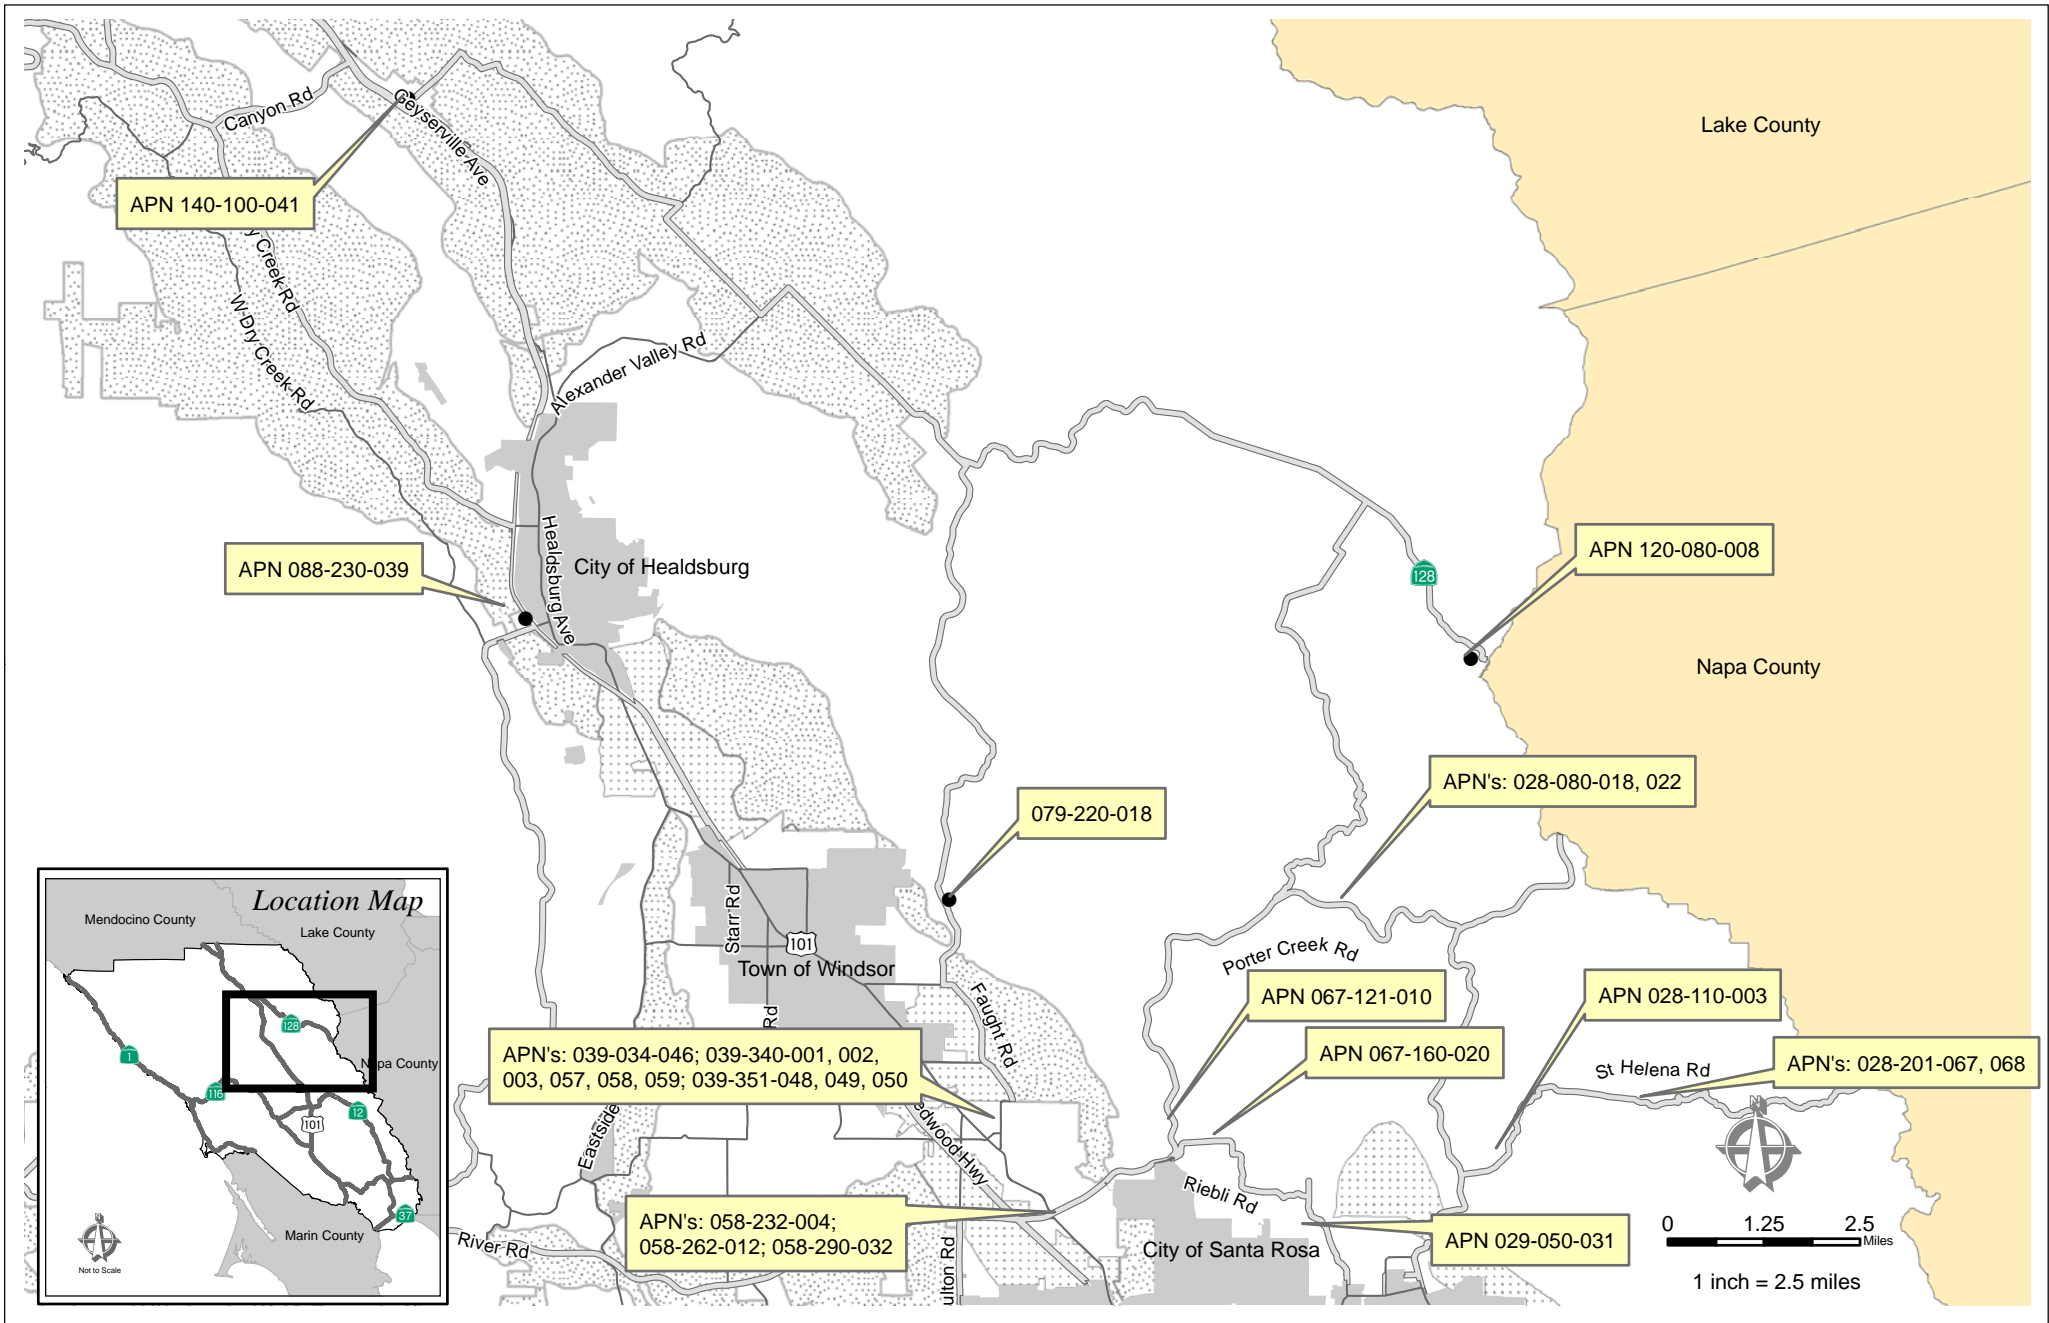 Lake County
Canyon Rd
Geyserville Ave
APN 140-100-041
y Creek Rd
W Dry Creek Rd
Alexander Valley Rd
APN 120-080-008
APN 088-230-039
Healdsburg Ave
City of Healdsburg
128
Napa County
APN's: 028-080-018, 022
079-220-018
Starr Rd
101
Town of Windsor
Rd
Faught Rd
Porter Creek Rd
APN 067-121-010
APN 028-110-003
APN 067-160-020
St Helena Rd
APN's: 028-201-067, 068
APN's: 039-034-046; 039-340-001, 002,
003, 057, 058, 059; 039-351-048, 049, 050
Eastside
edwood Hwy
Riebli Rd
APN's: 058-232-004;
058-262-012; 058-290-032
River Rd
ulton Rd
City of Santa Rosa
APN 029-050-031
N
0 1.25 2.5
Miles
1 inch = 2.5 miles
Location Map
Mendocino County
Lake County
128
1
Napa County
116
12
101
37
Marin County
N
Not to Scale